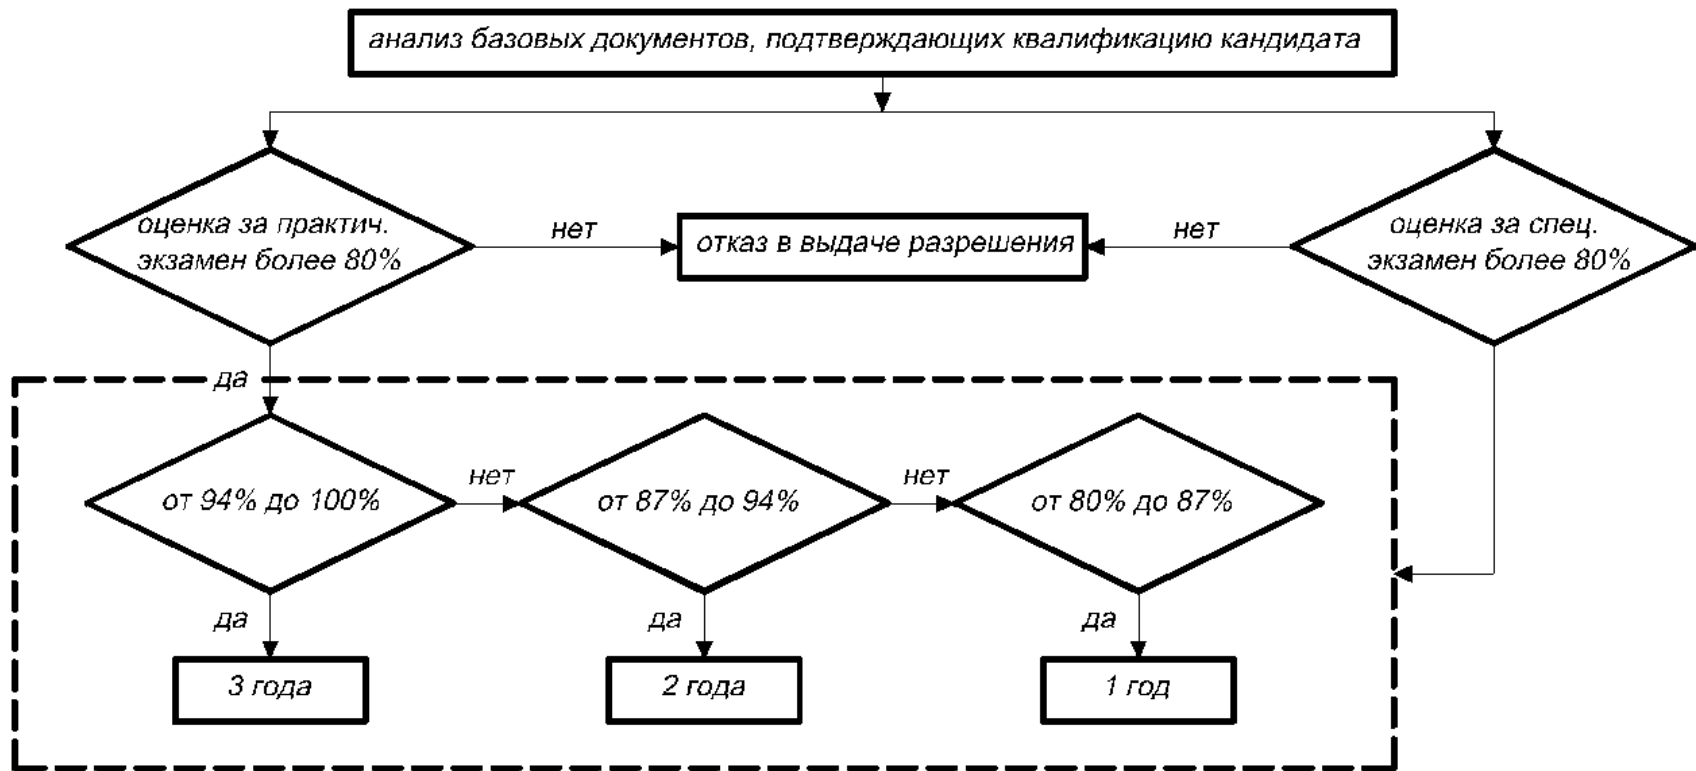 анализ базовых документов, подтверждающих квалификацию кандидата
оценка за практич.
экзамен более 80%
нет
отказ в выдаче разрешения
нет
оценка за спец.
экзамен более 80%
да
от 94% до 100%
нет
от 87% до 94%
нет
от 80% до 87%
да
да
да
3 года
2 года
1 год